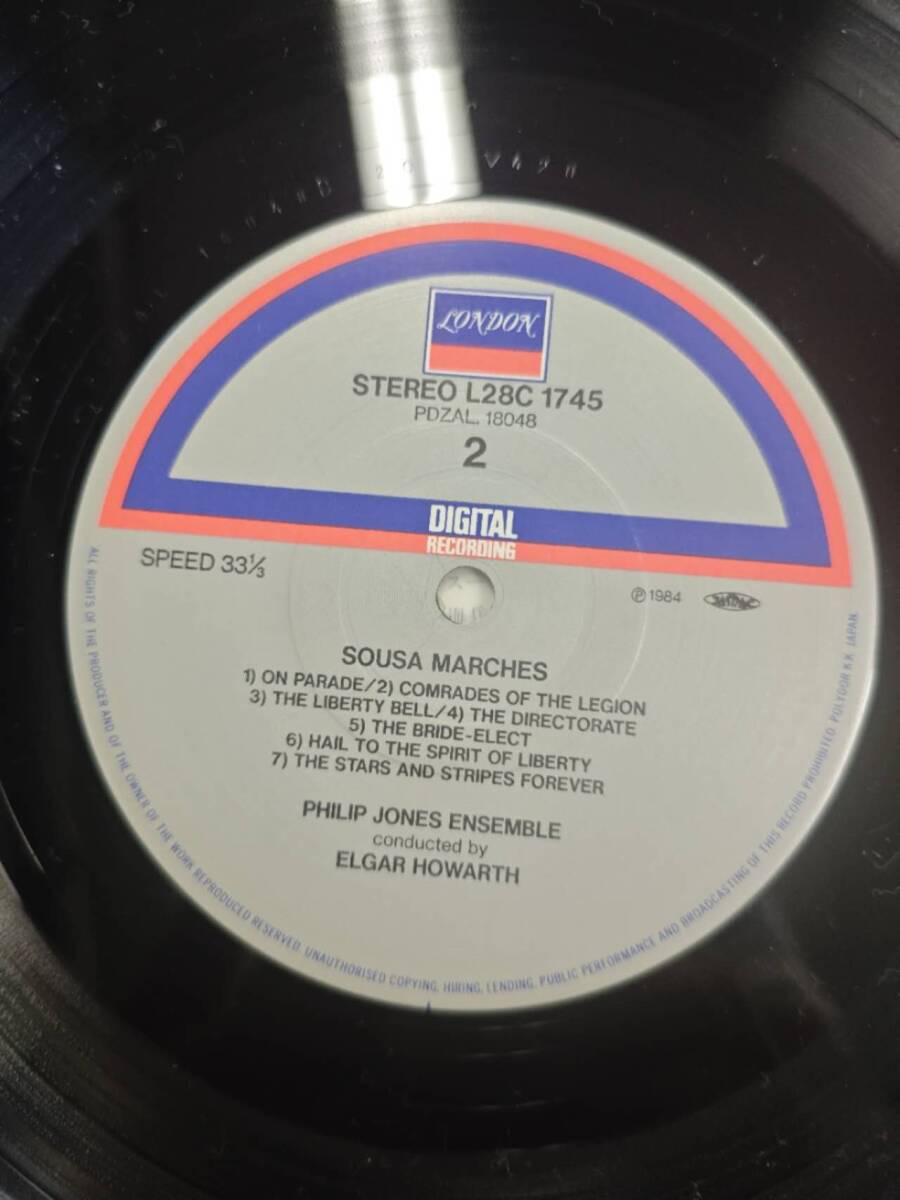 LONDON
STEREO L28C 1745
PDZAL. 18048
2
DIGITAL
RECORDING
SPEED 33⅓
Ⓟ1984
SOUSA MARCHES
1) ON PARADE/2) COMRADES OF THE LEGION
3) THE LIBERTY BELL/4) THE DIRECTORATE
5) THE BRIDE-ELECT
6) HAIL TO THE SPIRIT OF LIBERTY
7) THE STARS AND STRIPES FOREVER
PHILIP JONES ENSEMBLE
conducted by
ELGAR HOWARTH
ALL RIGHTS OF THE PRODUCER AND OF THE OWNER OF THE WORK REPRODUCED RESERVED. UNAUTHORISED COPYING, HIRING, LENDING, PUBLIC PERFORMANCE AND BROADCASTING OF THIS RECORD PROHIBITED POLYDOR K.K. JAPAN.